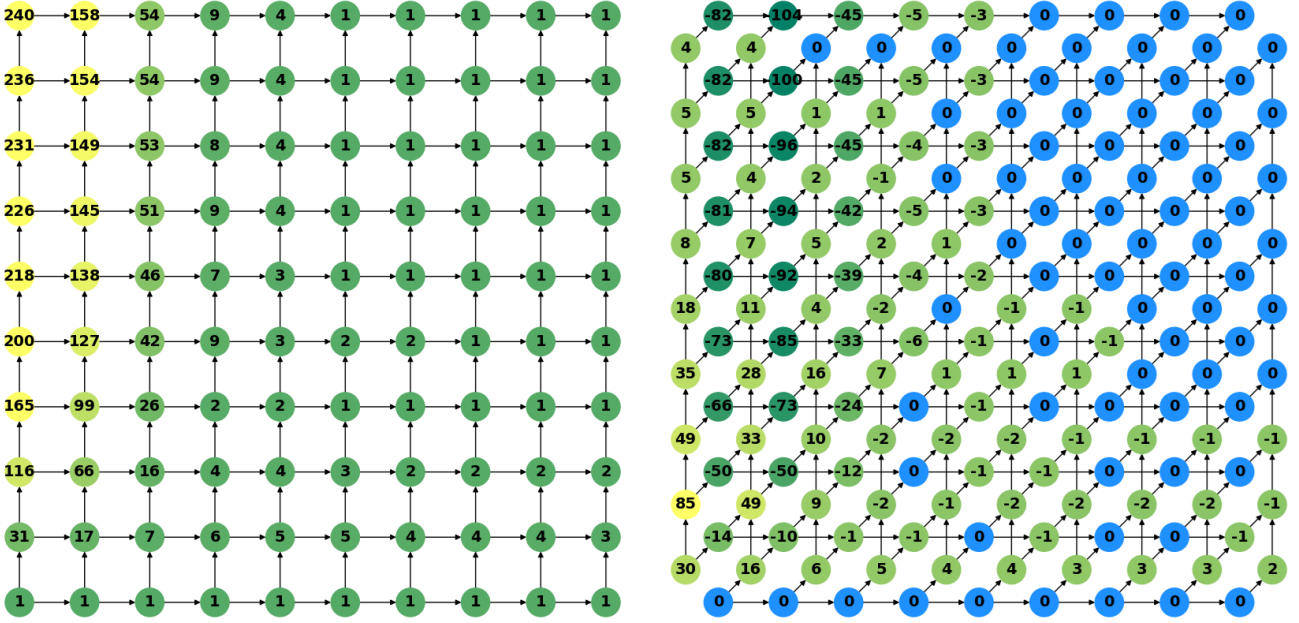 240 158 54 9 4 1 1 1 1 1
236 154 54 9 4 1 1 1 1 1
231 149 53 8 4 1 1 1 1 1
226 145 51 9 4 1 1 1 1 1
218 138 46 7 3 1 1 1 1 1
200 127 42 9 3 2 2 1 1 1
165 99 26 2 2 1 1 1 1 1
116 66 16 4 4 3 2 2 2 2
31 17 7 6 5 5 4 4 4 3
1 1 1 1 1 1 1 1 1 1
-82 -104 -45 -5 -3 0 0 0 0
4 4 0 0 0 0 0 0 0 0
-82 -100 -45 -5 -3 0 0 0 0
5 5 1 1 0 0 0 0 0 0
-82 -96 -45 -4 -3 0 0 0 0
5 4 2 -1 0 0 0 0 0 0
-81 -94 -42 -5 -3 0 0 0 0
8 7 5 2 1 0 0 0 0 0
-80 -92 -39 -4 -2 0 0 0 0
18 11 4 -2 0 -1 -1 0 0 0
-73 -85 -33 -6 -1 0 -1 0 0
35 28 16 7 1 1 1 0 0 0
-66 -73 -24 0 -1 0 0 0 0
49 33 10 -2 -2 -2 -1 -1 -1 -1
-50 -50 -12 0 -1 -1 0 0 0
85 49 9 -2 -1 -2 -2 -2 -2 -1
-14 -10 -1 -1 0 -1 0 0 -1
30 16 6 5 4 4 3 3 3 2
0 0 0 0 0 0 0 0 0